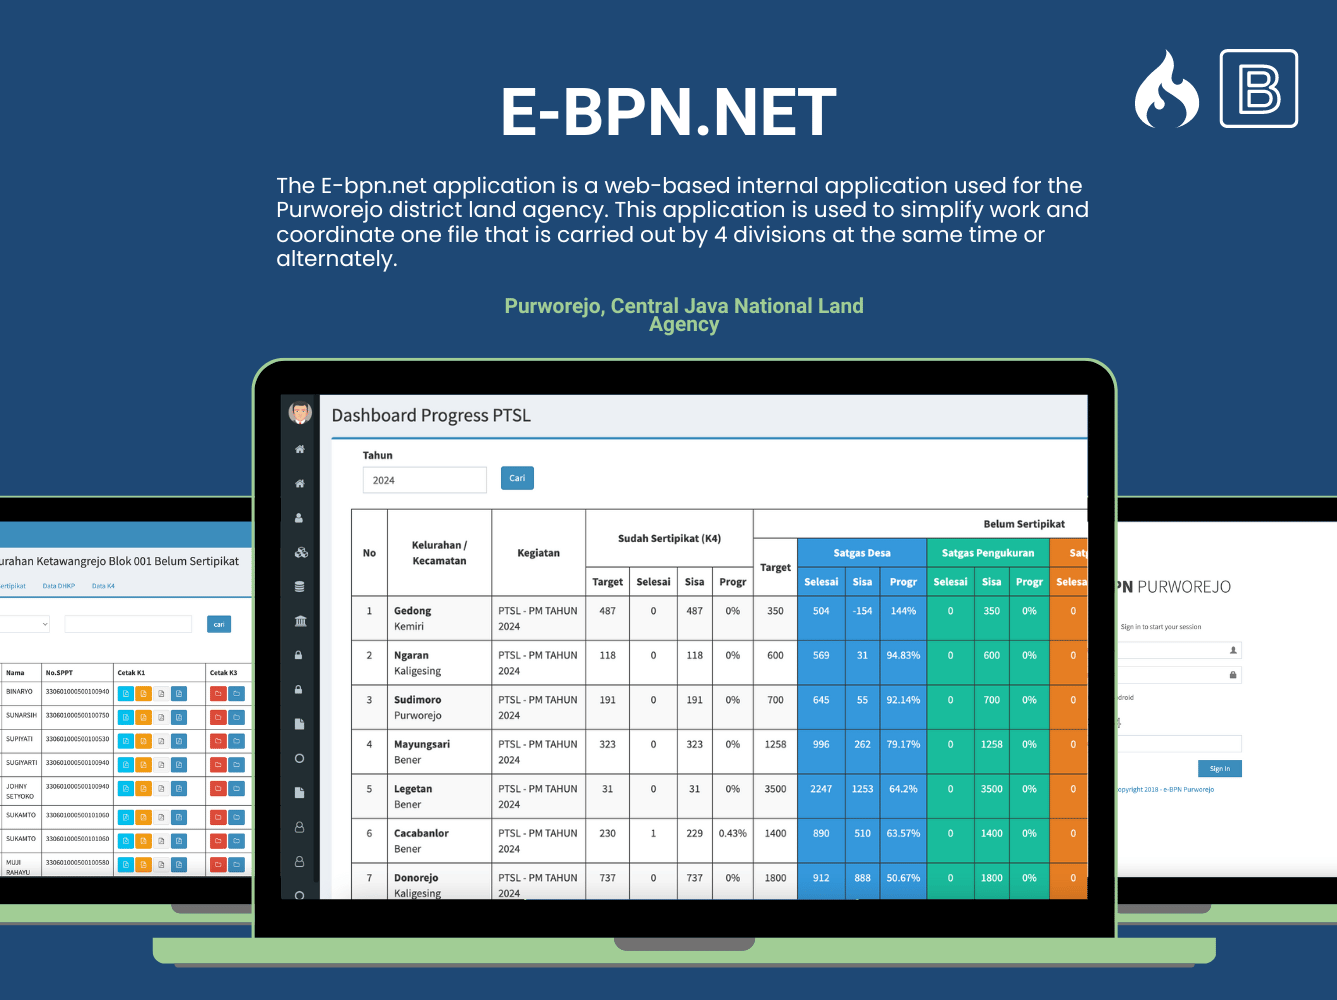 E-BPN.NET
B
The E-bpn.net application is a web-based internal application used for the
Purworejo district land agency. This application is used to simplify work and
coordinate one file that is carried out by 4 divisions at the same time or
alternately.
Purworejo, Central Java National Land
Agency
Dashboard Progress PTSL
Tahun
2024 Cari
No Kelurahan / Kecamatan Kegiatan Sudah Sertipikat (K4) Belum Sertipikat
Target Satgas Desa Satgas Pengukuran Satg
Target Selesai Sisa Progr Selesai Sisa Progr Selesai Sisa Progr Selesa
1 Gedong Kemiri PTSL - PM TAHUN 2024 487 0 487 0% 350 504 -154 144% 0 350 0% 0
2 Ngaran Kaligesing PTSL - PM TAHUN 2024 118 0 118 0% 600 569 31 94.83% 0 600 0% 0
3 Sudimoro Purworejo PTSL - PM TAHUN 2024 191 0 191 0% 700 645 55 92.14% 0 700 0% 0
4 Mayungsari Bener PTSL - PM TAHUN 2024 323 0 323 0% 1258 996 262 79.17% 0 1258 0% 0
5 Legetan Bener PTSL - PM TAHUN 2024 31 0 31 0% 3500 2247 1253 64.2% 0 3500 0% 0
6 Cacabanlor Bener PTSL - PM TAHUN 2024 230 1 229 0.43% 1400 890 510 63.57% 0 1400 0% 0
7 Donorejo Kaligesing PTSL - PM TAHUN 2024 737 0 737 0% 1800 912 888 50.67% 0 1800 0% 0
urahan Ketawangrejo Blok 001 Belum Sertipikat
ertipikat Data DHKP Data K4
cari
Nama No.SPPT Cetak K1 Cetak K3
BINARYO 330601000500100940
SUNARSIH 330601000500100750
SUPIYATI 330601000500100530
SUGIYARTI 330601000500100940
JOHNY SETYOKO 330601000500100940
SUKAMTO 330601000500101060
SUKAMTO 330601000500101060
MUJI RAHAYU 330601000500100580
PN PURWOREJO
Sign in to start your session
droid
Sign In
opyright 2018 - e-BPN Purworejo